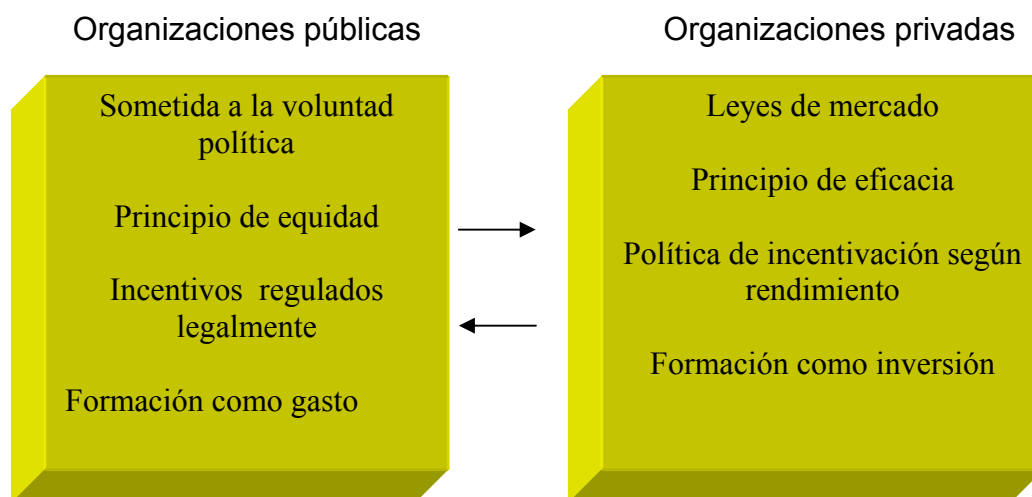 Organizaciones públicas
Sometida a la voluntad
política
Principio de equidad
Incentivos regulados
legalmente
Formación como gasto
Organizaciones privadas
Leyes de mercado
Principio de eficacia
Política de incentivación según
rendimiento
Formación como inversión